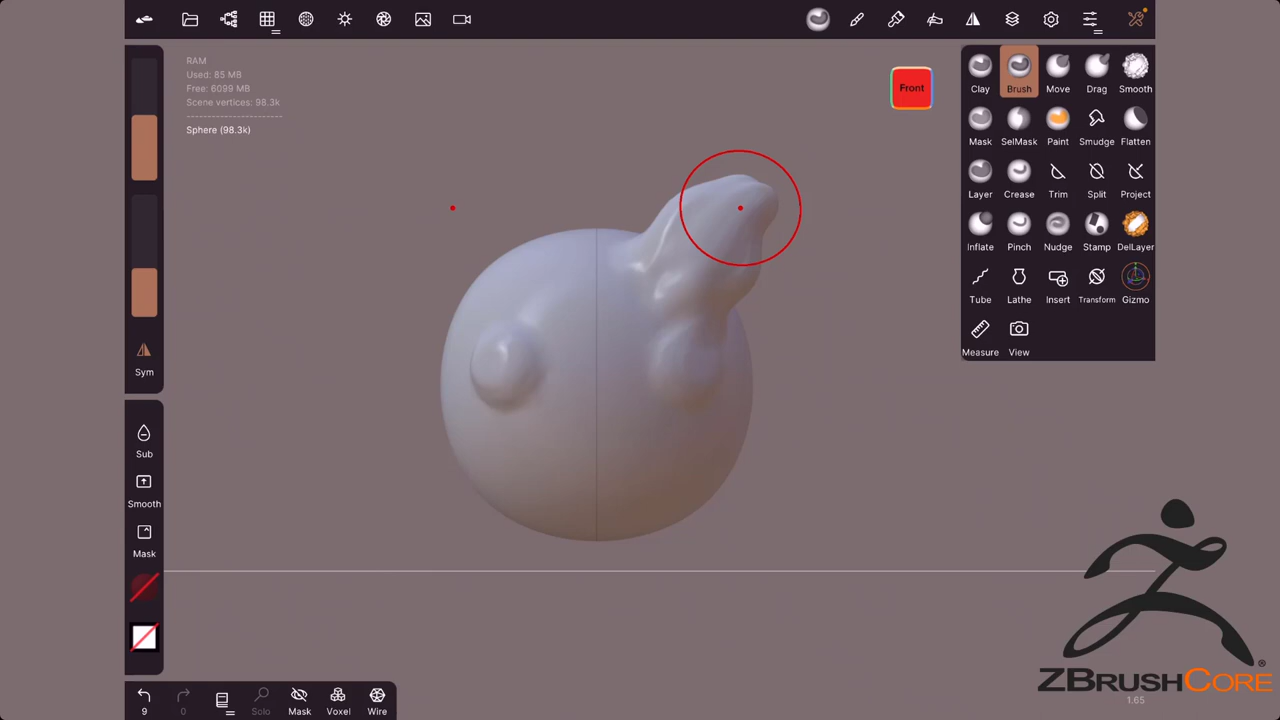 RAM
Used: 85 MB
Free: 6099 MB
Scene vertices: 98.3k
------------------------
Sphere (98.3k)
Front
Clay Brush Move Drag Smooth
Mask SelMask Paint Smudge Flatten
Layer Crease Trim Split Project
Inflate Pinch Nudge Stamp DelLayer
Tube Lathe Insert Transform Gizmo
Measure View
Sym
Sub
Smooth
Mask
9 0 Solo Mask Voxel Wire
ZBRUSHCORE®
1.65